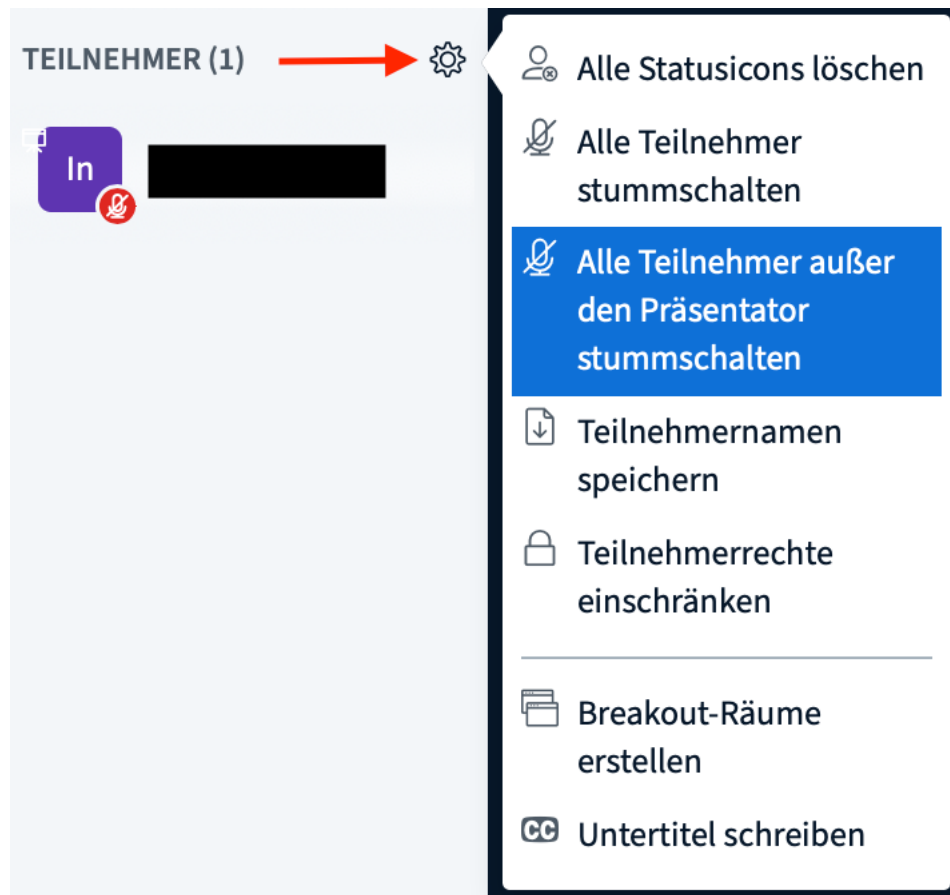 TEILNEHMER (1)
In
Alle Statusicons löschen
Alle Teilnehmer
stummschalten
Alle Teilnehmer außer
den Präsentator
stummschalten
Teilnehmernamen
speichern
Teilnehmerrechte
einschränken
Breakout-Räume
erstellen
CC Untertitel schreiben